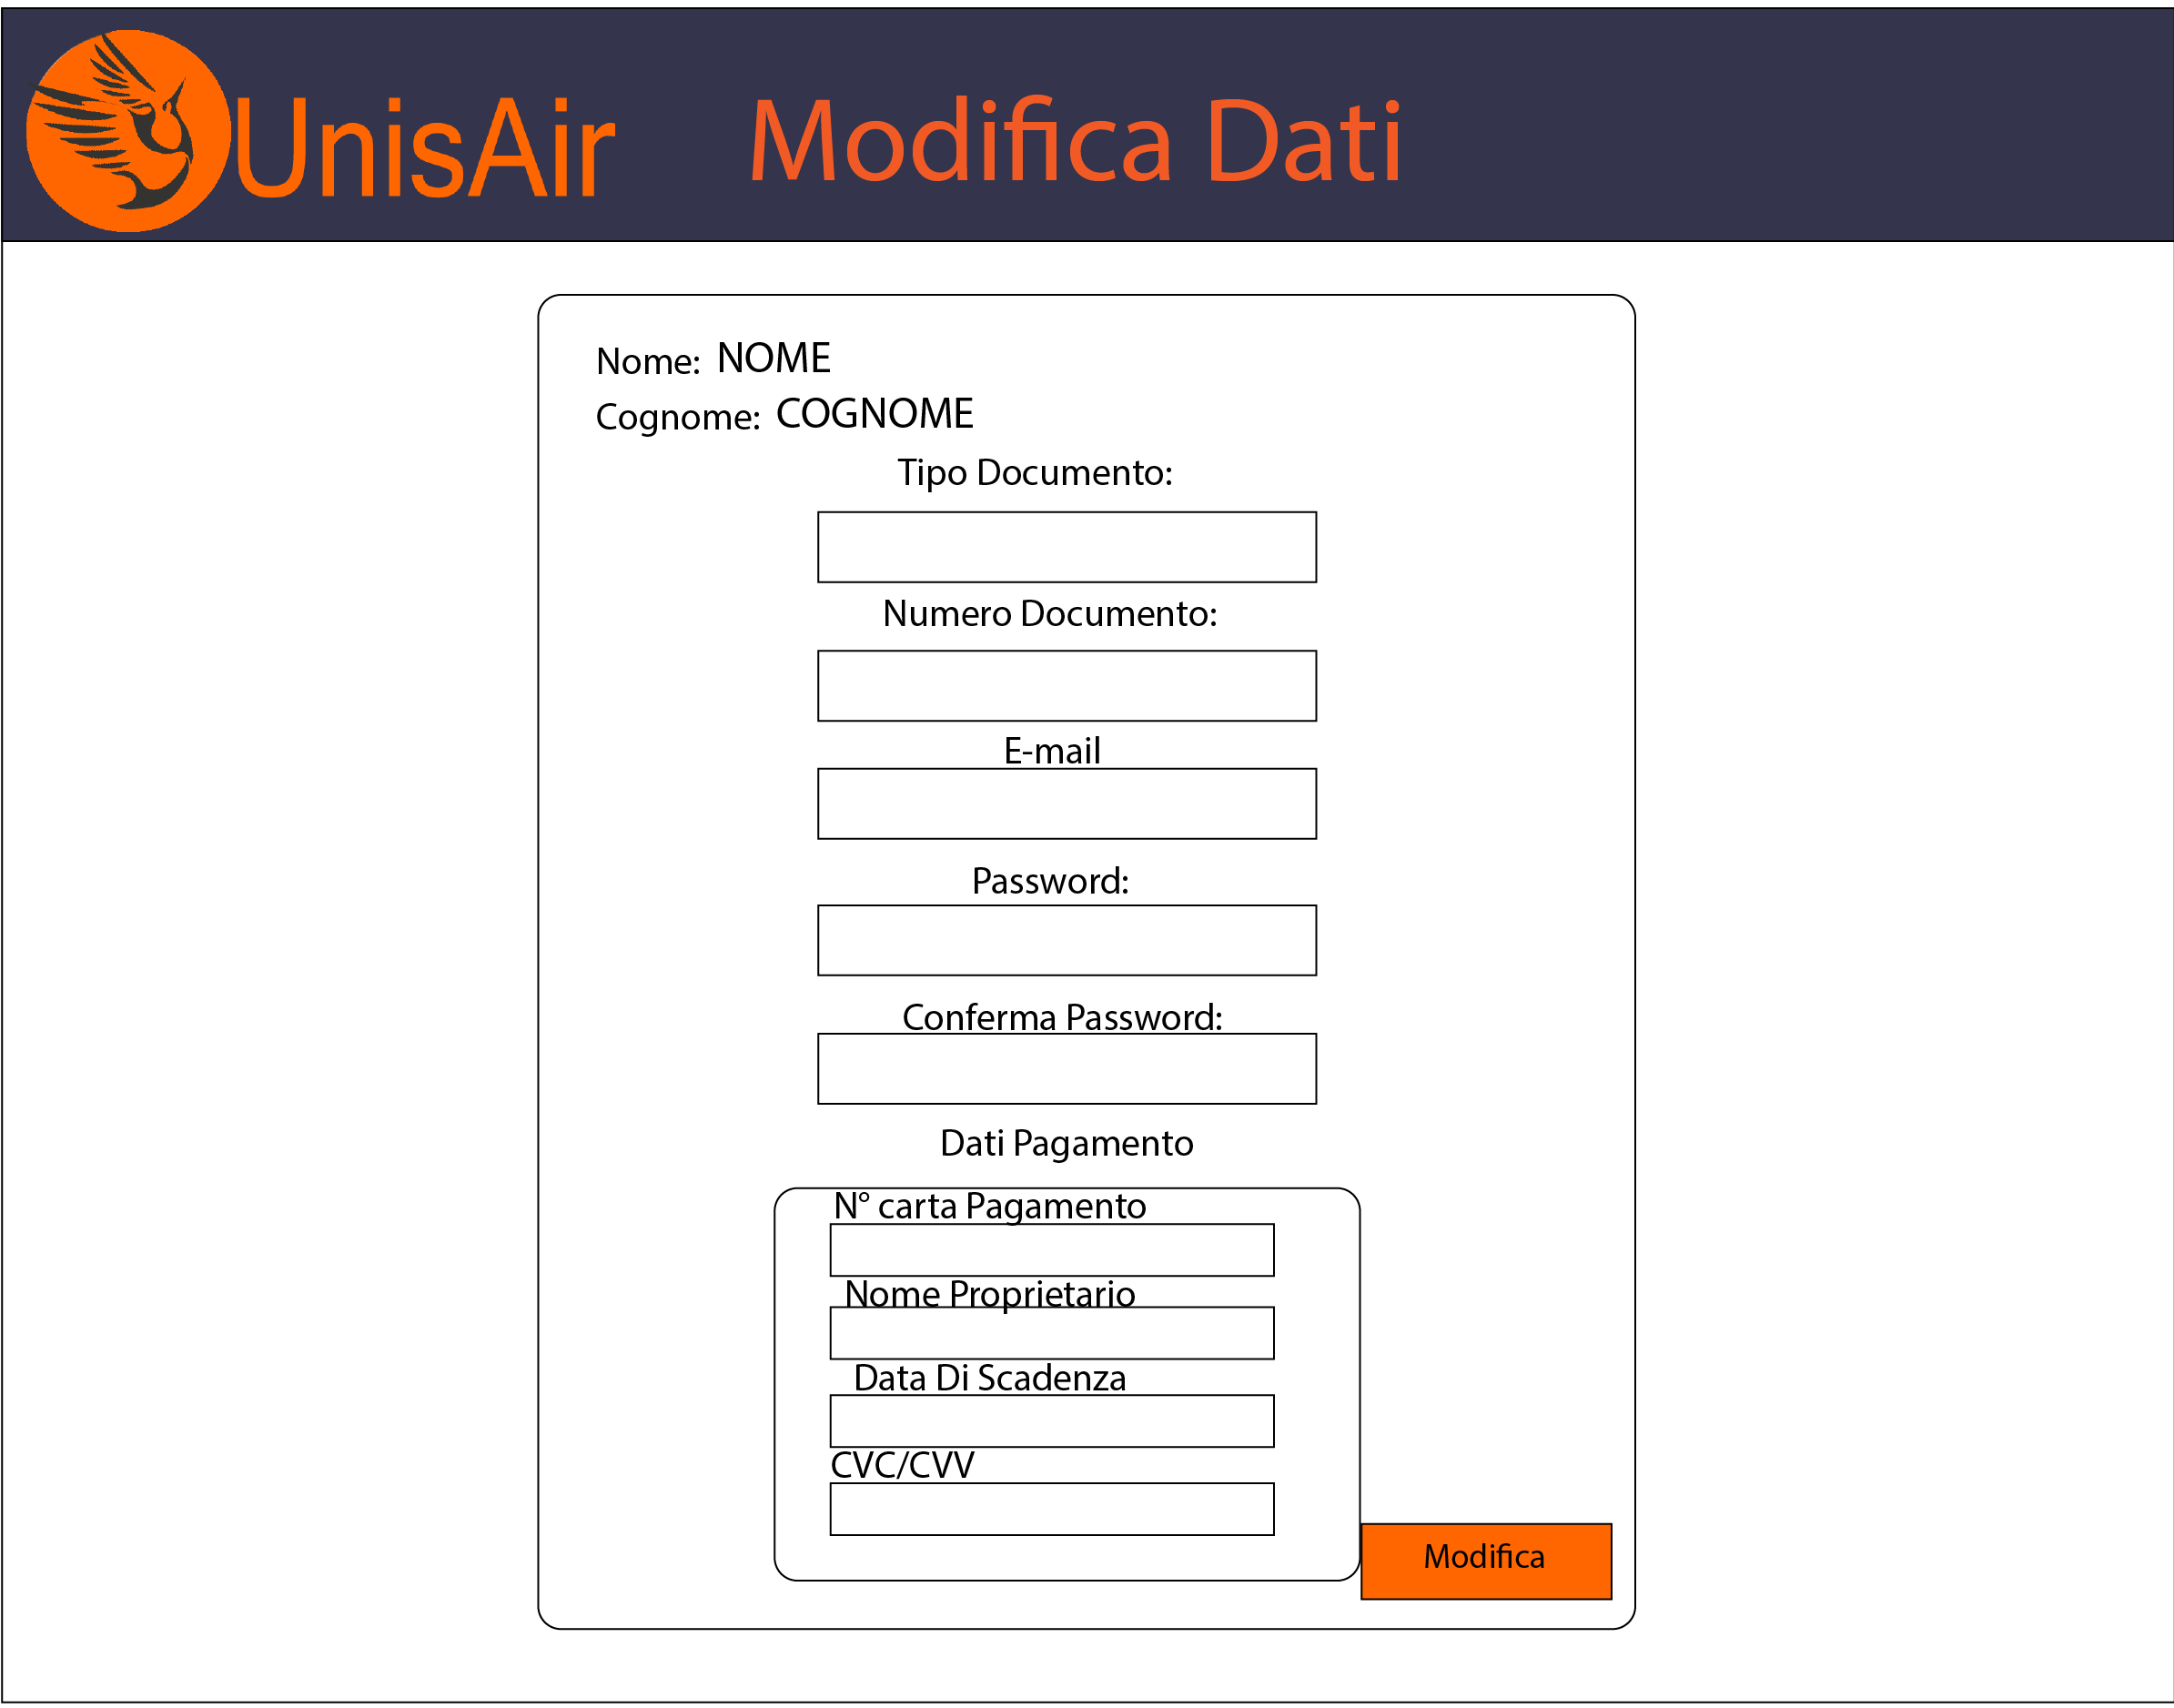 UnisAir
Modifica Dati
Nome: NOME
Cognome: COGNOME
Tipo Documento:
Numero Documento:
E-mail
Password:
Conferma Password:
Dati Pagamento
N° carta Pagamento
Nome Proprietario
Data Di Scadenza
CVC/CVV
Modifica